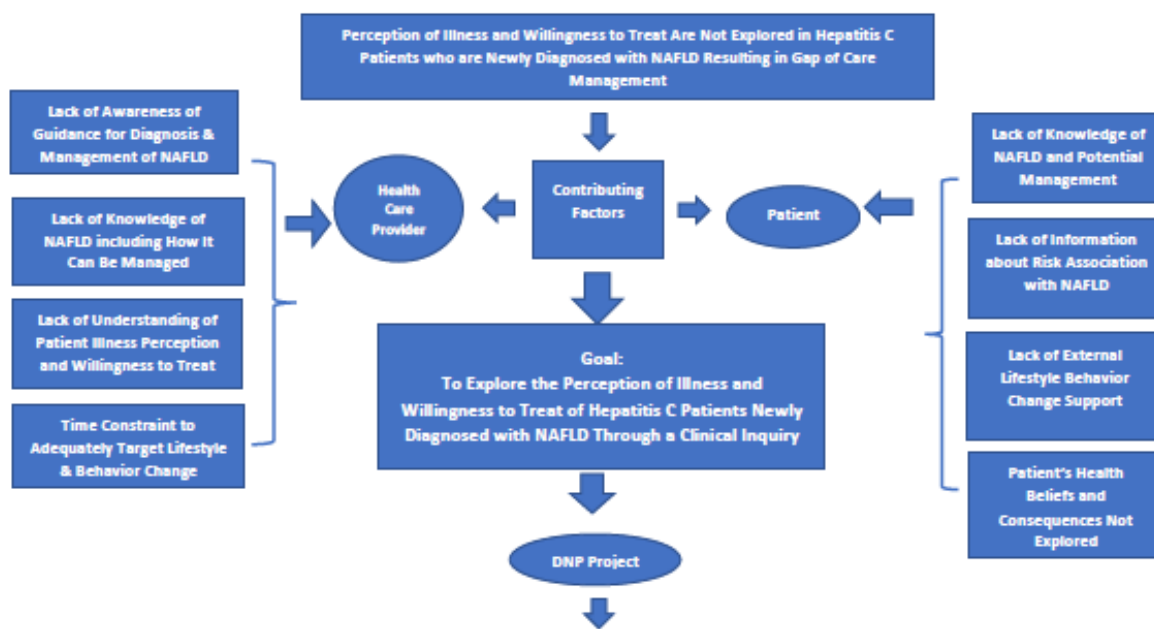 Perception of Illness and Willingness to Treat Are Not Explored in Hepatitis C
Patients who are Newly Diagnosed with NAFLD Resulting in Gap of Care
Management
Lack of Awareness of
Guidance for Diagnosis &
Management of NAFLD
Lack of Knowledge of
NAFLD including How It
Can Be Managed
Lack of Understanding of
Patient Illness Perception
and Willingness to Treat
Time Constraint to
Adequately Target Lifestyle
& Behavior Change
Health
Care
Provider
Contributing
Factors
Patient
Lack of Knowledge of
NAFLD and Potential
Management
Lack of Information
about Risk Association
with NAFLD
Lack of External
Lifestyle Behavior
Change Support
Patient's Health
Beliefs and
Consequences Not
Explored
Goal:
To Explore the Perception of Illness and
Willingness to Treat of Hepatitis C Patients Newly
Diagnosed with NAFLD Through a Clinical Inquiry
DNP Project